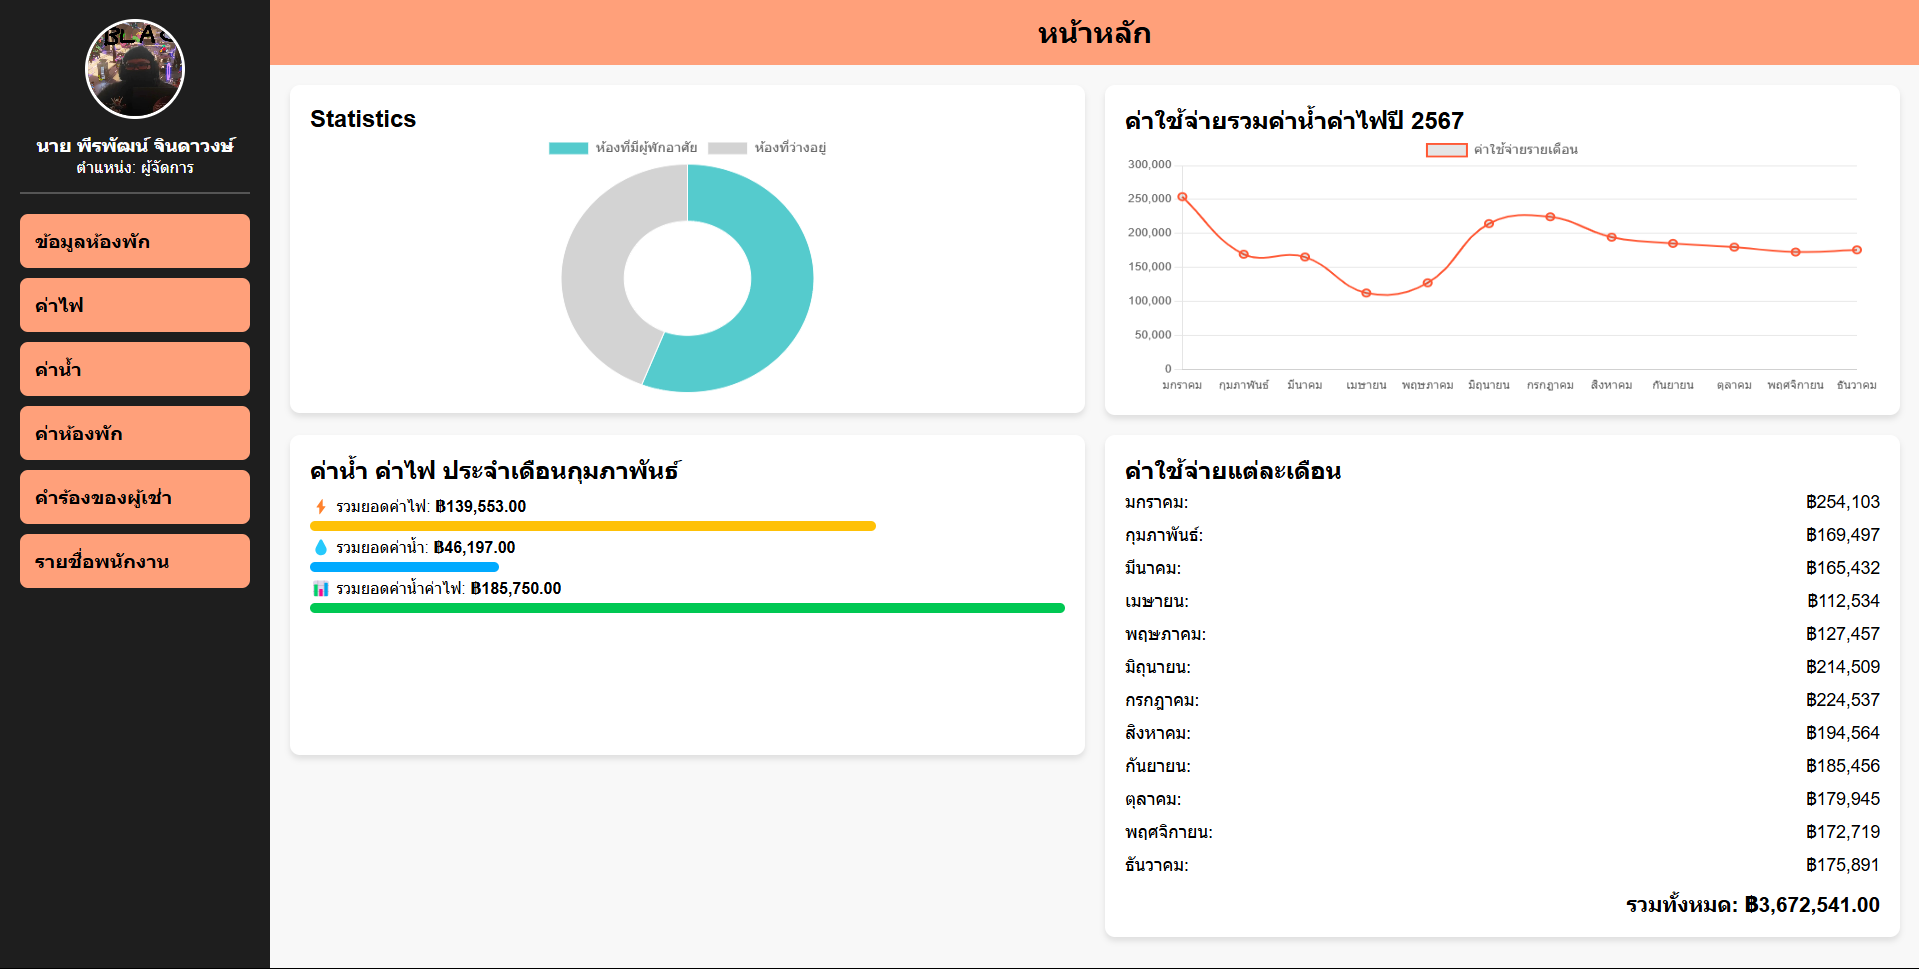 BLAC
นาย พีรพัฒน์ จินดาวงษ์
ตำแหน่ง: ผู้จัดการ
ข้อมูลห้องพัก
ค่าไฟ
ค่าน้ำ
ค่าห้องพัก
คำร้องของผู้เช่า
รายชื่อพนักงาน
หน้าหลัก
Statistics
ห้องที่มีผู้พักอาศัย ห้องที่ว่างอยู่
ค่าใช้จ่ายรวมค่าน้ำค่าไฟปี 2567
ค่าใช้จ่ายรายเดือน
300,000
250,000
200,000
150,000
100,000
50,000
0
มกราคม กุมภาพันธ์ มีนาคม เมษายน พฤษภาคม มิถุนายน กรกฎาคม สิงหาคม กันยายน ตุลาคม พฤศจิกายน ธันวาคม
ค่าน้ำ ค่าไฟ ประจำเดือนกุมภาพันธ์
รวมยอดค่าไฟ: ฿139,553.00
รวมยอดค่าน้ำ: ฿46,197.00
รวมยอดค่าน้ำค่าไฟ: ฿185,750.00
ค่าใช้จ่ายแต่ละเดือน
มกราคม: ฿254,103
กุมภาพันธ์: ฿169,497
มีนาคม: ฿165,432
เมษายน: ฿112,534
พฤษภาคม: ฿127,457
มิถุนายน: ฿214,509
กรกฎาคม: ฿224,537
สิงหาคม: ฿194,564
กันยายน: ฿185,456
ตุลาคม: ฿179,945
พฤศจิกายน: ฿172,719
ธันวาคม: ฿175,891
รวมทั้งหมด: ฿3,672,541.00